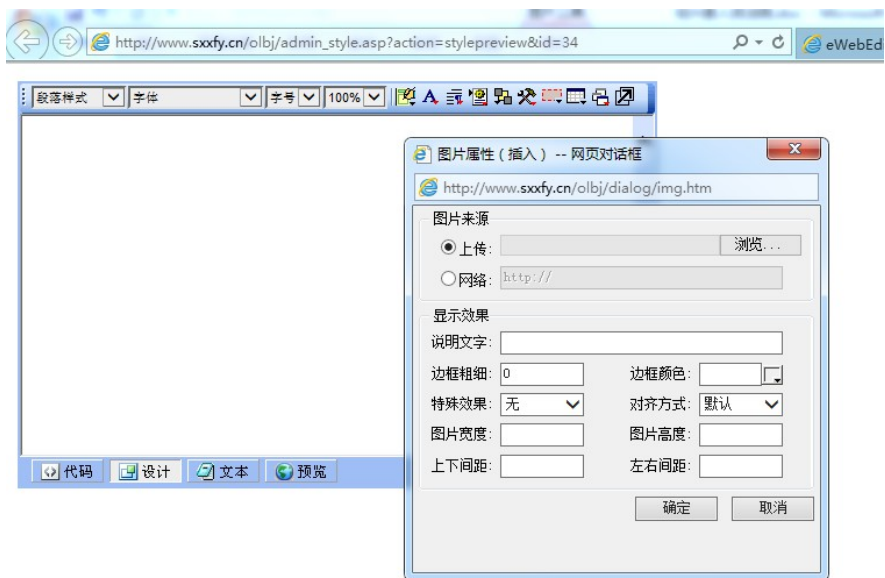 http://www.sxxfy.cn/olbj/admin_style.asp?action=stylepreview&id=34
eWebEdi
段落样式 字体 字号 100%
图片属性（插入） -- 网页对话框
http://www.sxxfy.cn/olbj/dialog/img.htm
图片来源
上传: 浏览...
网络: http://
显示效果
说明文字:
边框粗细: 0 边框颜色:
特殊效果: 无 对齐方式: 默认
图片宽度: 图片高度:
上下间距: 左右间距:
代码 设计 文本 预览
确定 取消